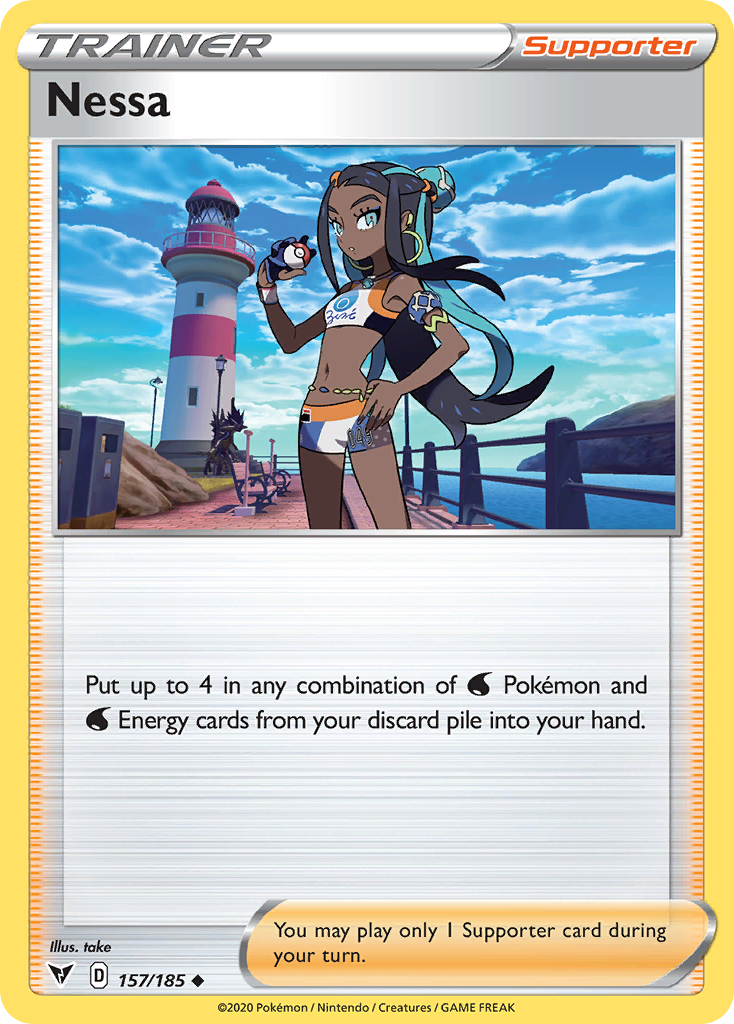 TRAINER
Supporter
Nessa
049
Put up to 4 in any combination of Pokémon and
Energy cards from your discard pile into your hand.
You may play only 1 Supporter card during
your turn.
Illus. take
D 157/185
©2020 Pokémon / Nintendo / Creatures / GAME FREAK